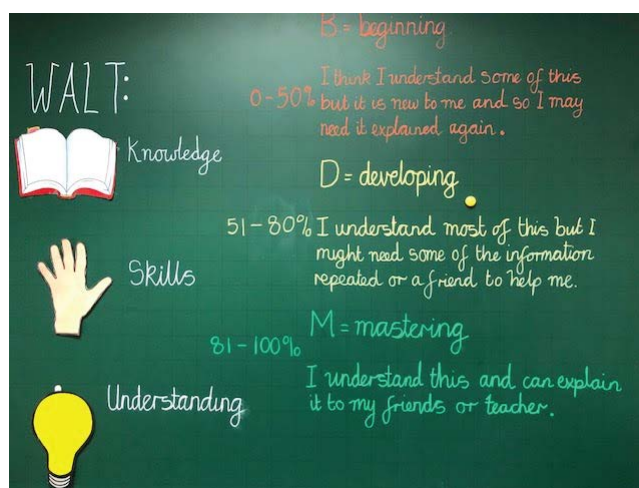 WALT:
Knowledge
Skills
Understanding
B = beginning
0-50% I think I understand some of this
but it is new to me and so I may
need it explained again.
D = developing
51-80% I understand most of this but I
might need some of the information
repeated or a friend to help me.
M = mastering
81-100%
I understand this and can explain
it to my friends or teacher.